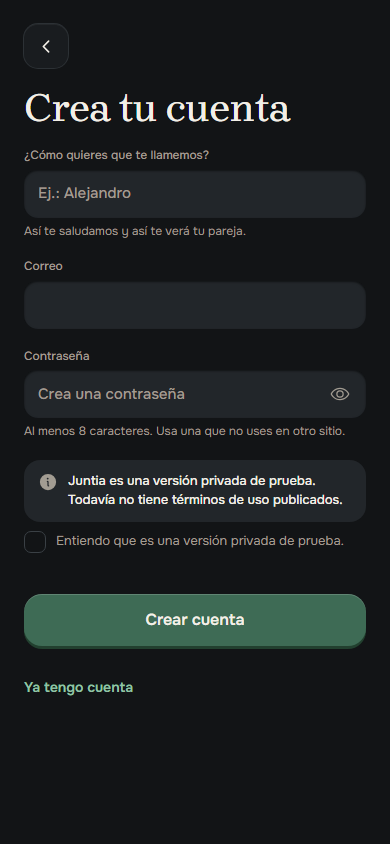 Crea tu cuenta
¿Cómo quieres que te llamemos?
Ej.: Alejandro
Así te saludamos y así te verá tu pareja.
Correo
Contraseña
Crea una contraseña
Al menos 8 caracteres. Usa una que no uses en otro sitio.
Juntia es una versión privada de prueba.
Todavía no tiene términos de uso publicados.
Entiendo que es una versión privada de prueba.
Crear cuenta
Ya tengo cuenta